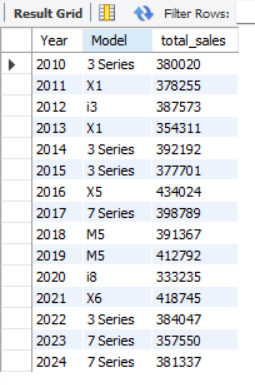 Result Grid Filter Rows:
Year Model total_sales
2010 3 Series 380020
2011 X1 378255
2012 i3 387573
2013 X1 354311
2014 3 Series 392192
2015 3 Series 377701
2016 X5 434024
2017 7 Series 398789
2018 M5 391367
2019 M5 412792
2020 i8 333235
2021 X6 418745
2022 3 Series 384047
2023 7 Series 357550
2024 7 Series 381337